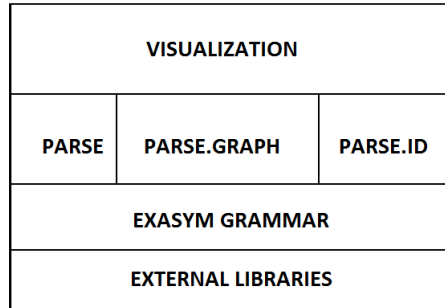 VISUALIZATION
PARSE PARSE.GRAPH PARSE.ID
EXASYM GRAMMAR
EXTERNAL LIBRARIES